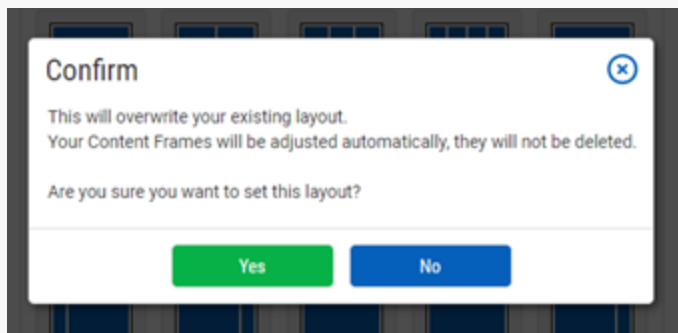 Confirm
This will overwrite your existing layout.
Your Content Frames will be adjusted automatically, they will not be deleted.
Are you sure you want to set this layout?
Yes No